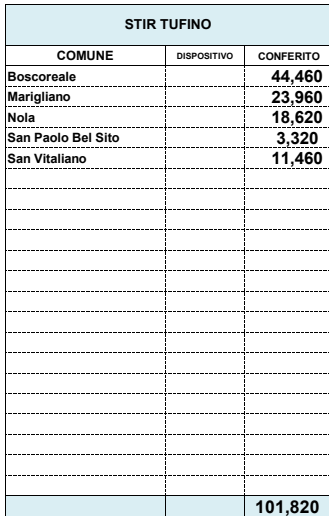 STIR TUFINO
COMUNE DISPOSITIVO CONFERITO
Boscoreale 44,460
Marigliano 23,960
Nola 18,620
San Paolo Bel Sito 3,320
San Vitaliano 11,460
101,820